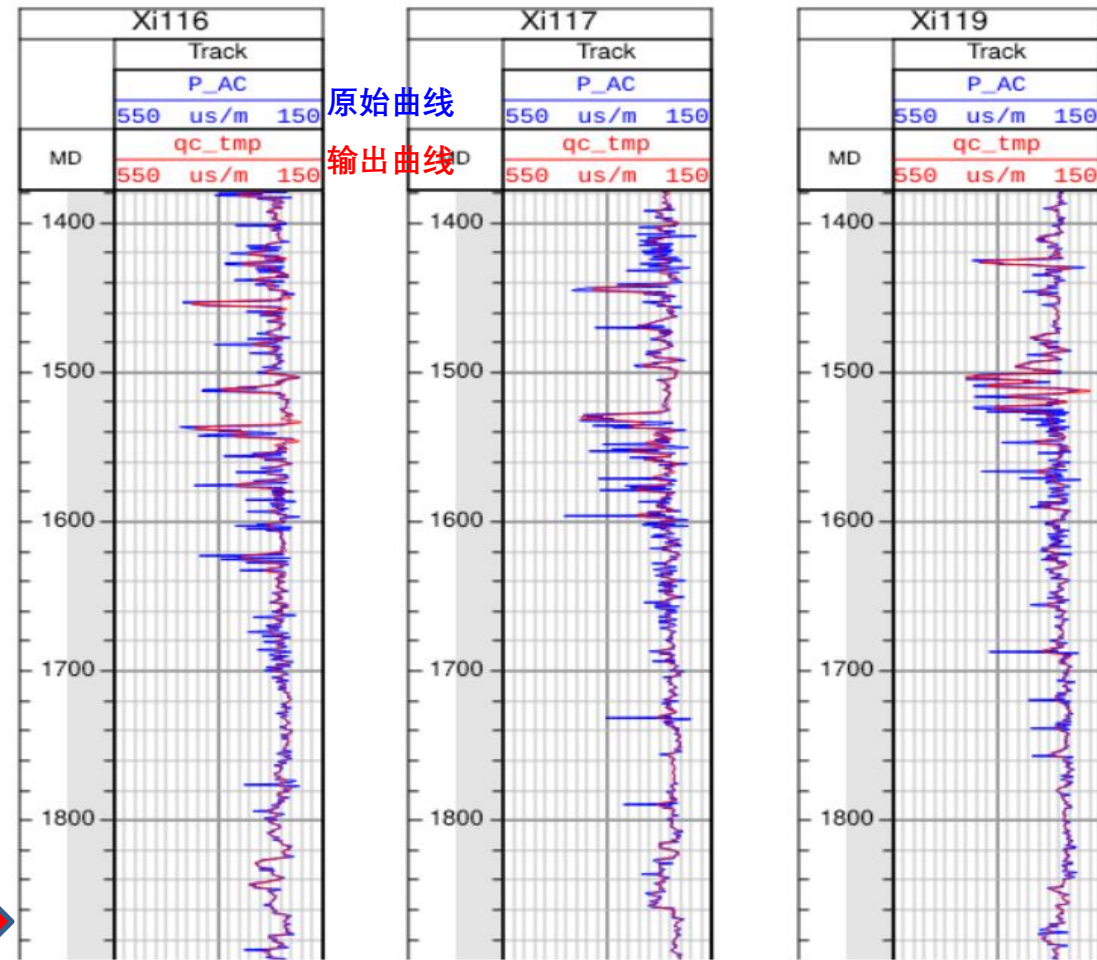 Xi116
Track
P_AC
550 us/m 150
qc_tmp
MD
550 us/m 150
1400
1500
1600
1700
1800
原始曲线
输出曲线
Xi117
Track
P_AC
550 us/m 150
qc_tmp
MD
550 us/m 150
1400
1500
1600
1700
1800
Xi119
Track
P_AC
550 us/m 150
qc_tmp
MD
550 us/m 150
1400
1500
1600
1700
1800